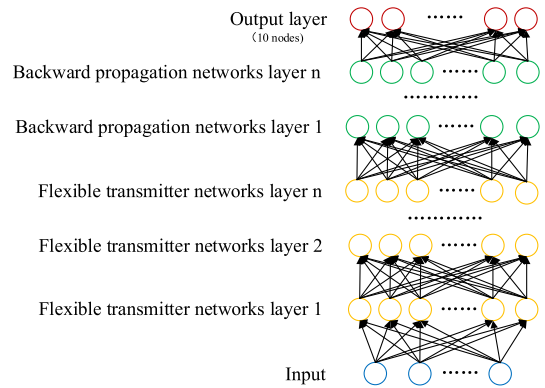 Output layer
（10 nodes）
Backward propagation networks layer n
Backward propagation networks layer 1
Flexible transmitter networks layer n
Flexible transmitter networks layer 2
Flexible transmitter networks layer 1
Input